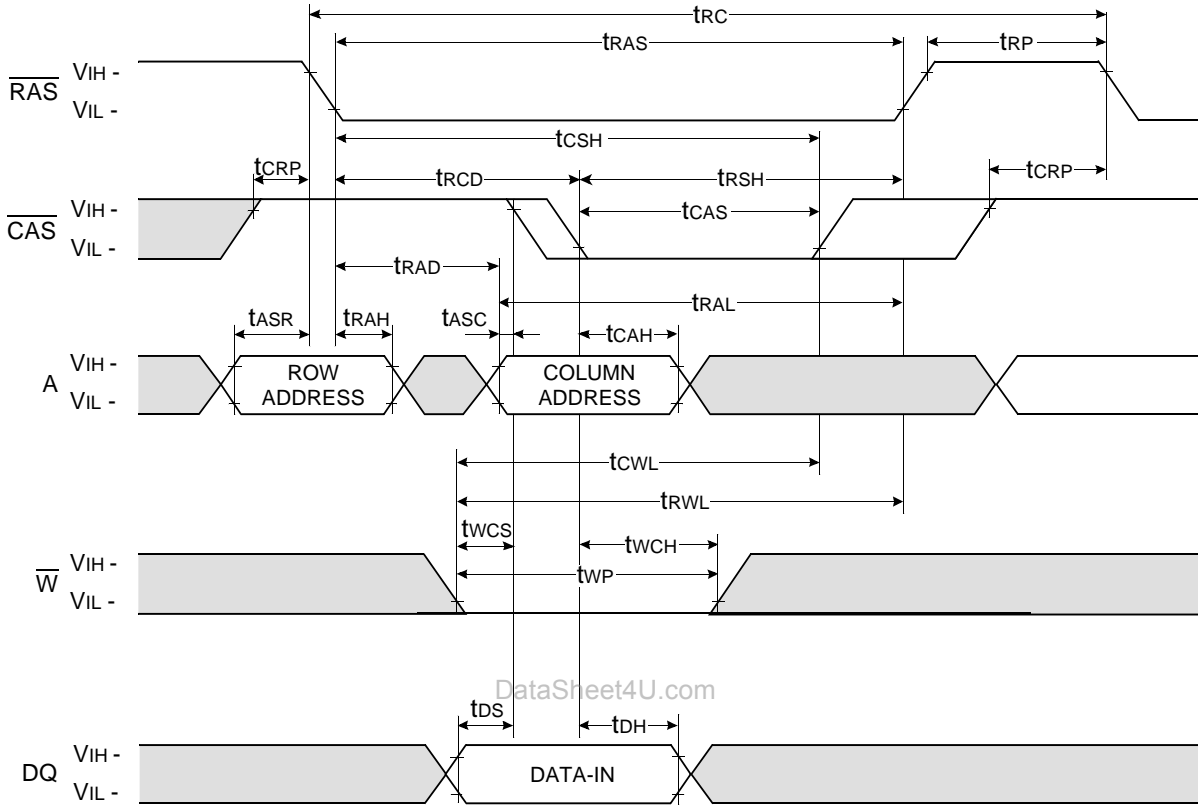 tRC
tRAS
tRP
RAS
VIH -
VIL -
tCSH
tCRP
tRCD
tRSH
tCRP
CAS
VIH -
VIL -
tCAS
tRAD
tRAL
tASR
tRAH
tASC
tCAH
A
VIH -
VIL -
ROW
ADDRESS
COLUMN
ADDRESS
tCWL
tRWL
tWCS
tWCH
W
VIH -
VIL -
tWP
DataSheet4U.com
tDS
tDH
DQ
VIH -
VIL -
DATA-IN